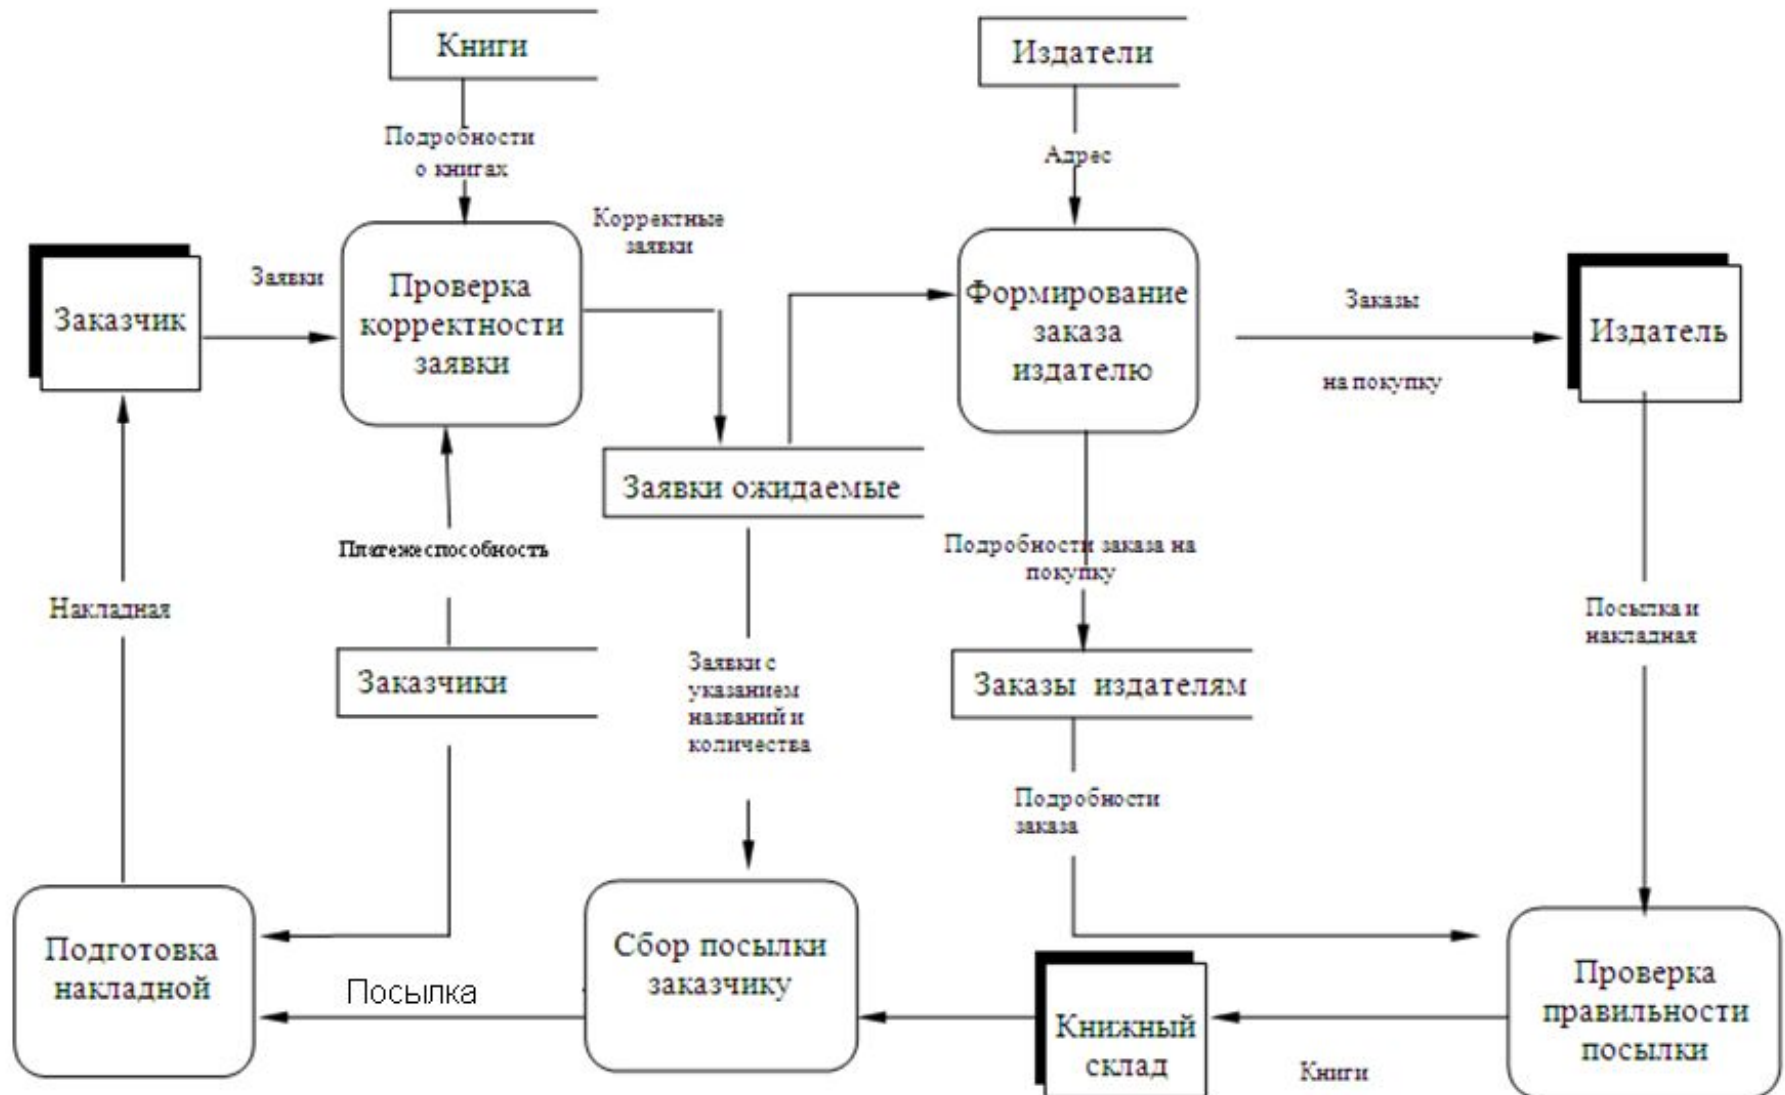 Книги
Издатели
Подробности
о книгах
Адрес
Корректные
заявки
Заказчик
Заявки
Проверка
корректности
заявки
Формирование
заказа
издателю
Заказы
на покупку
Издатель
Заявки ожидаемые
Платежеспособность
Подробности заказа на
покупку
Накладная
Посылка и
накладная
Заказчики
Заявки с
указанием
названий и
количества
Заказы издателям
Подробности
заказа
Подготовка
накладной
Посылка
Сбор посылки
заказчику
Книжный
склад
Книги
Проверка
правильности
посылки